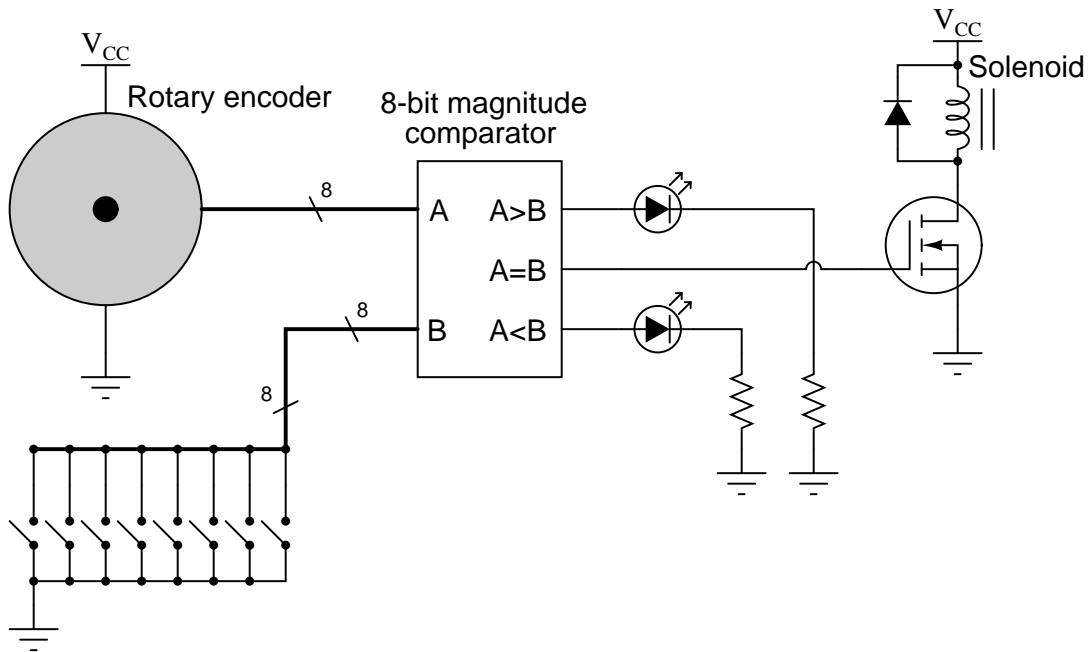 V_CC
Rotary encoder
8-bit magnitude
comparator
V_CC
Solenoid
8
A
A>B
A=B
8
B
A<B
8